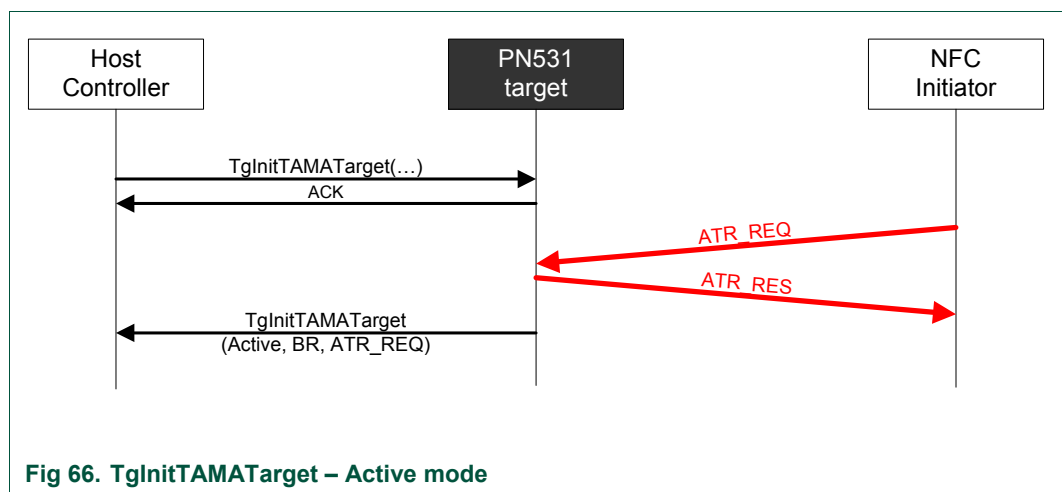 Host
Controller
PN531
target
NFC
Initiator
TgInitTAMATarget(…)
ACK
ATR_REQ
ATR_RES
TgInitTAMATarget
(Active, BR, ATR_REQ)
Fig 66. TgInitTAMATarget – Active mode